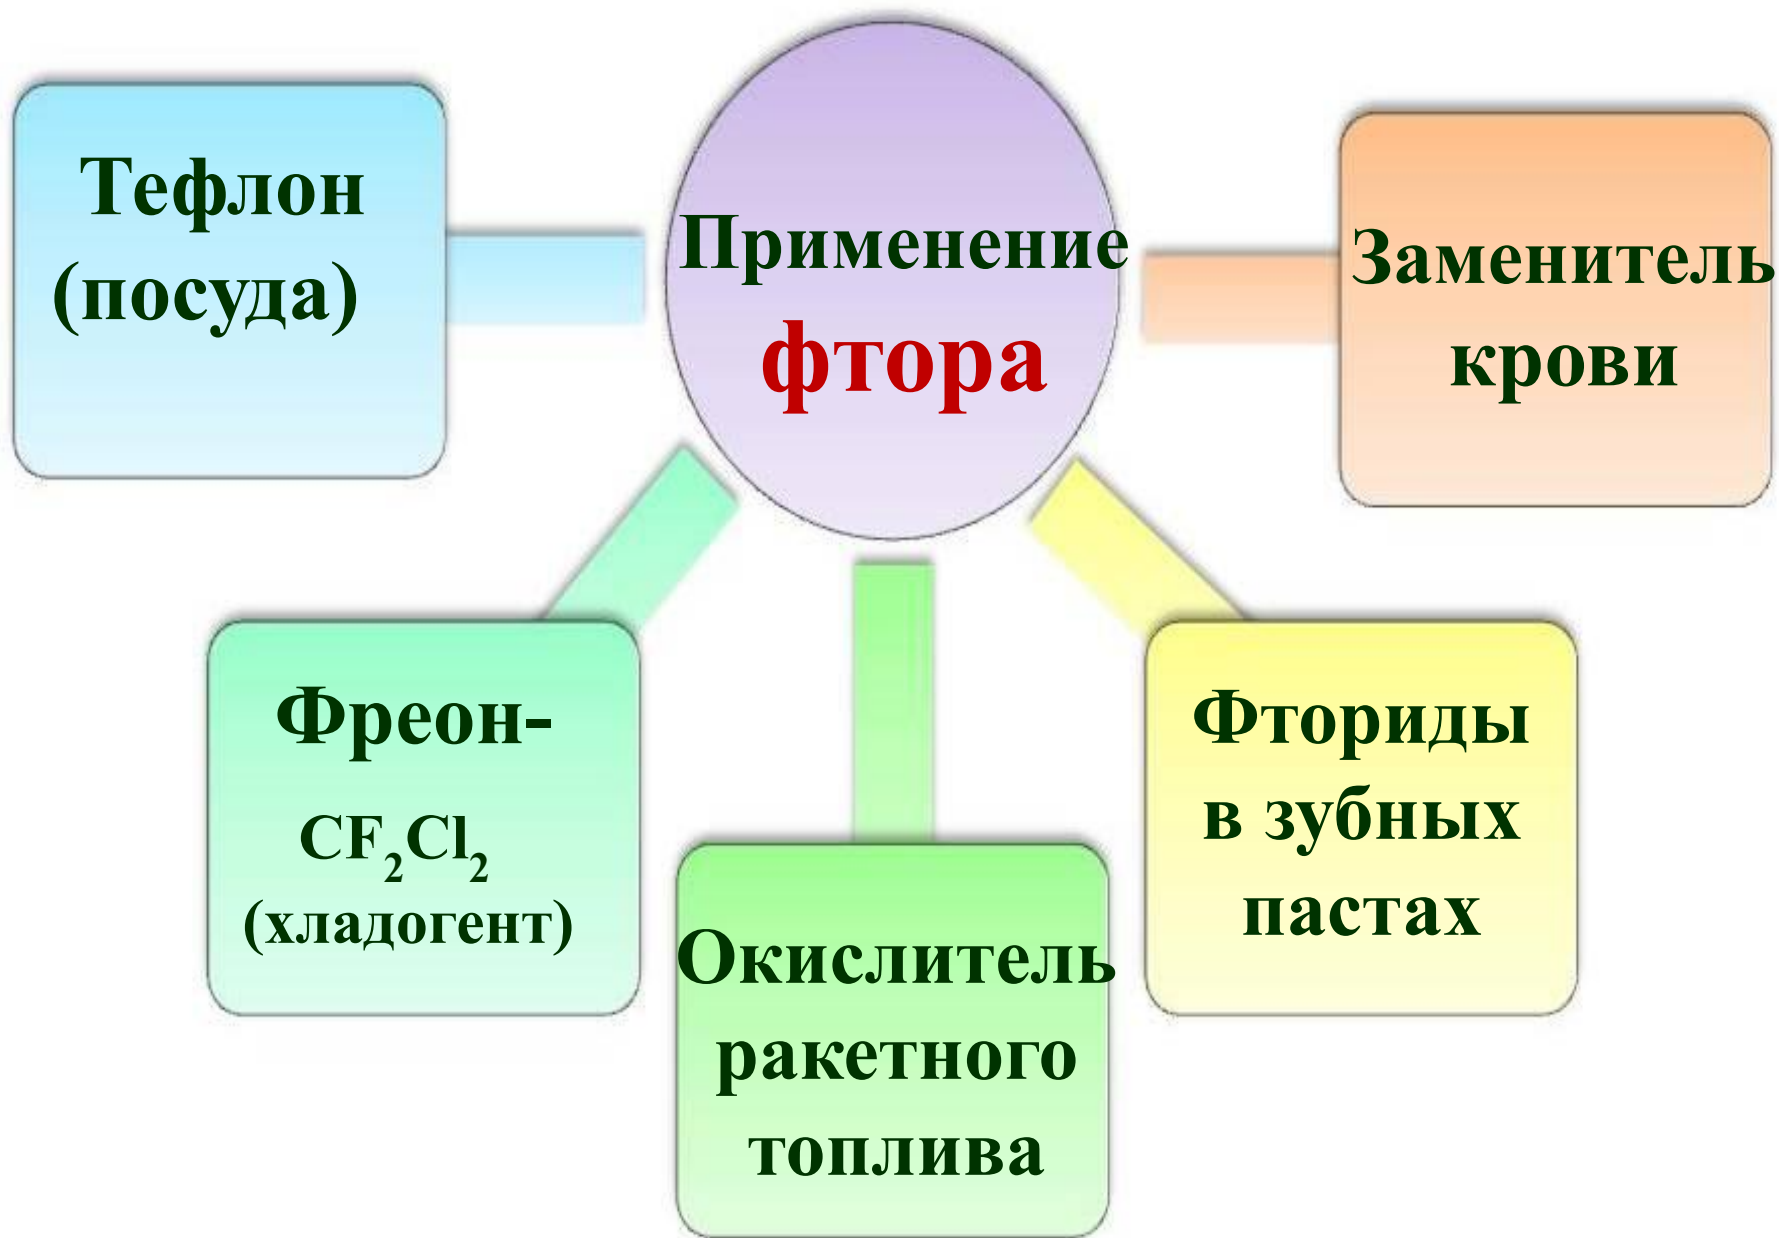 Применение
фтора
Тефлон
(посуда)
Фреон-
CF₂Cl₂
(хладогент)
Окислитель
ракетного
топлива
Фториды
в зубных
пастах
Заменитель
крови